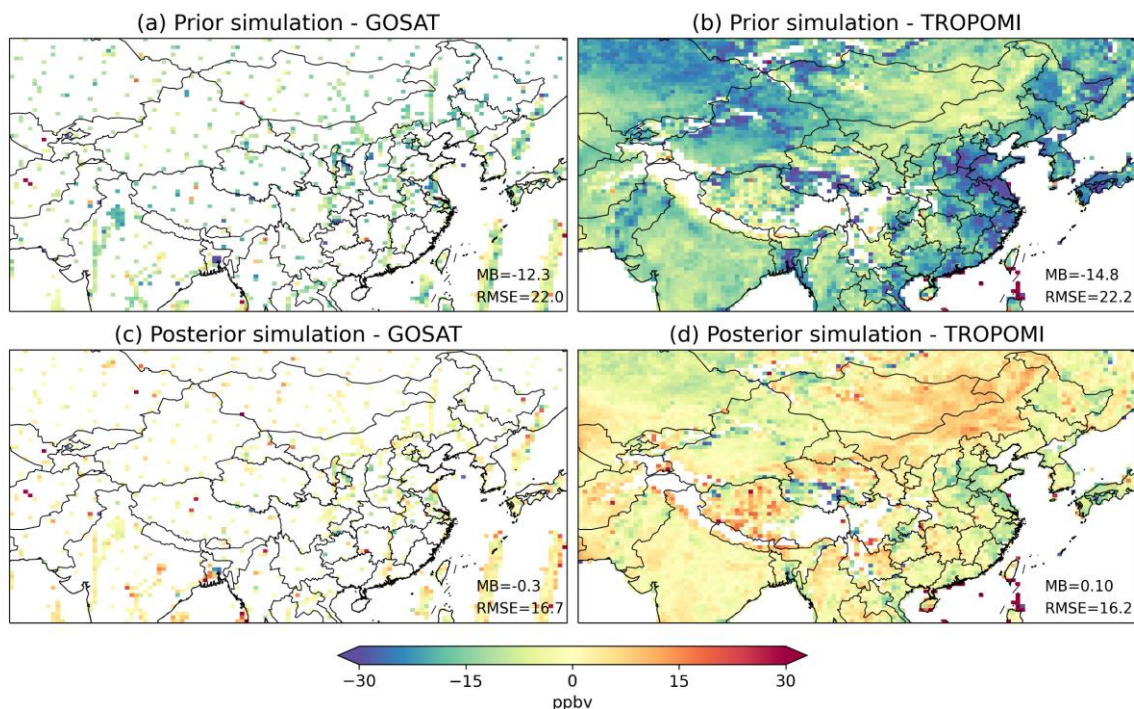 (a) Prior simulation - GOSAT
(b) Prior simulation - TROPOMI
MB=-12.3
RMSE=22.0
MB=-14.8
RMSE=22.2
(c) Posterior simulation - GOSAT
(d) Posterior simulation - TROPOMI
MB=-0.3
RMSE=16.7
MB=0.10
RMSE=16.2
−30 −15 0 15 30
ppbv